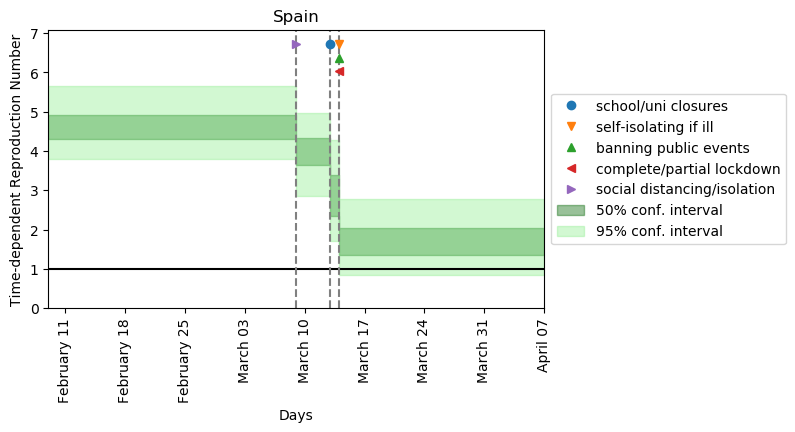 Spain
Time-dependent Reproduction Number
7
6
5
4
3
2
1
0
February 11
February 18
February 25
March 03
March 10
March 17
March 24
March 31
April 07
Days
school/uni closures
self-isolating if ill
banning public events
complete/partial lockdown
social distancing/isolation
50% conf. interval
95% conf. interval